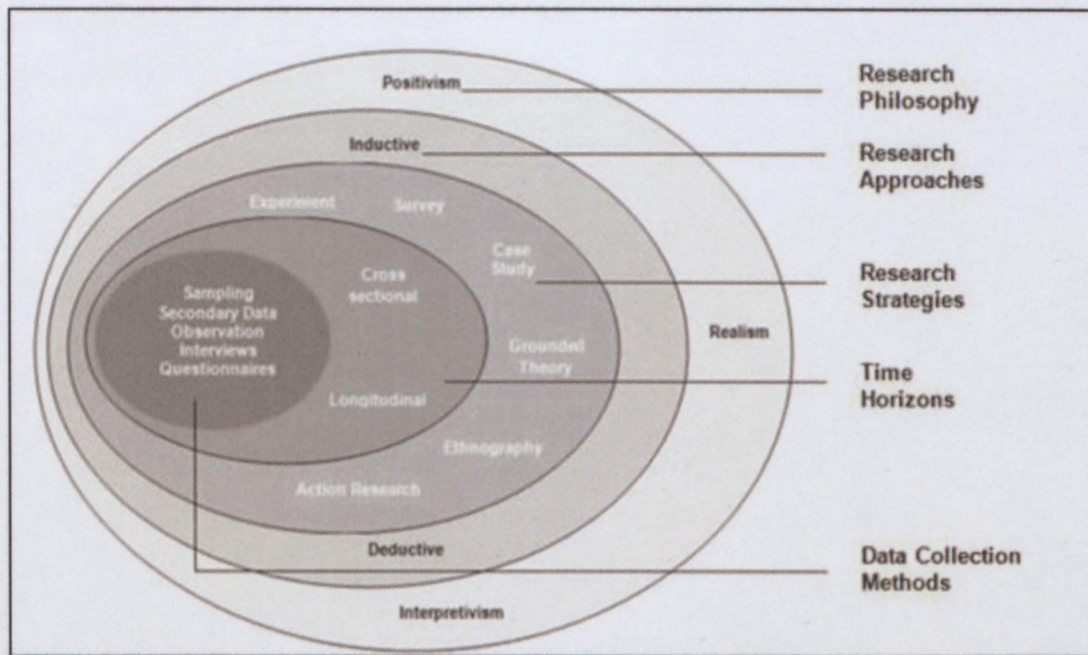 Positivism
Research
Philosophy
Inductive
Research
Approaches
Experiment
Survey
Case
Study
Research
Strategies
Cross
sectional
Sampling
Secondary Data
Observation
Interviews
Questionnaires
Realism
Grounded
Theory
Time
Horizons
Longitudinal
Ethnography
Action Research
Deductive
Data Collection
Methods
Interpretivism